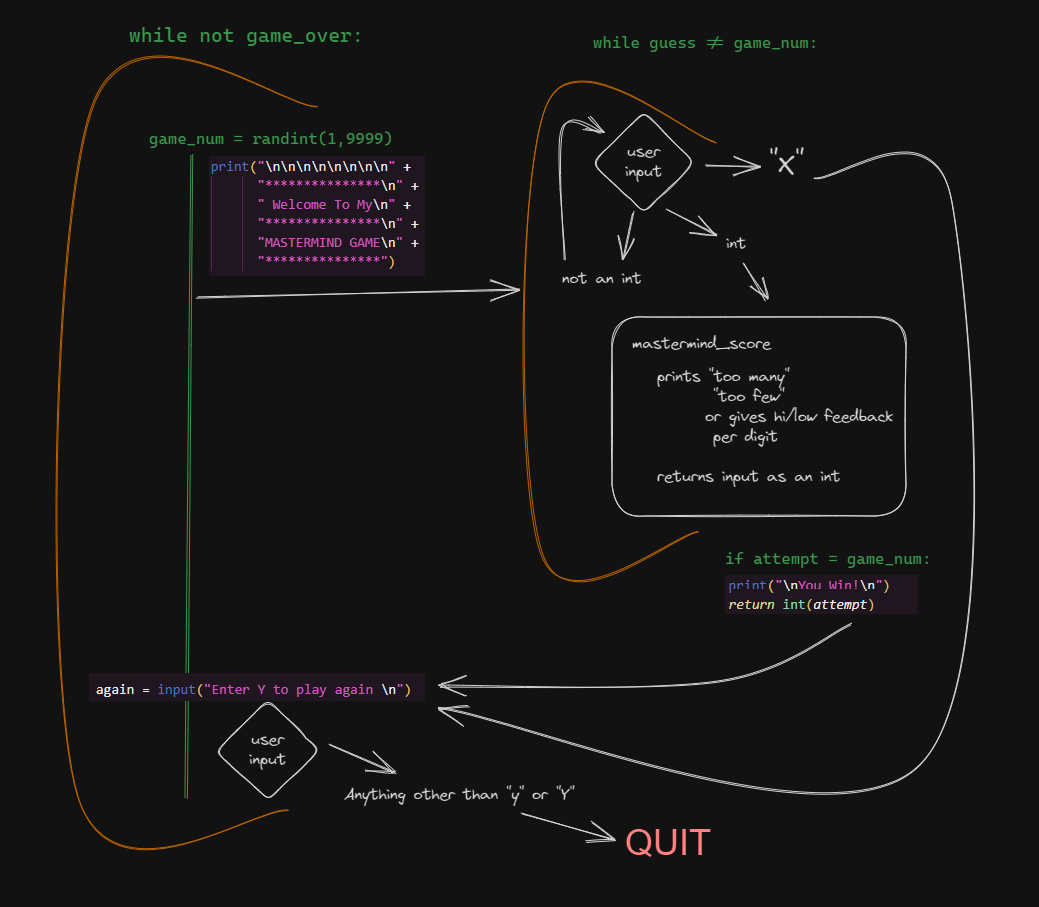 while not game_over:
game_num = randint(1,9999)
print("\n\n\n\n\n\n\n\n" +
"***************\n" +
" Welcome To My\n" +
"***************\n" +
"MASTERMIND GAME\n" +
"***************")
while guess ≠ game_num:
user
input
"X"
int
not an int
mastermind_score
prints "too many"
"too few"
or gives hi/low feedback
per digit
returns input as an int
if attempt = game_num:
print("\nYou Win!\n")
return int(attempt)
again = input("Enter Y to play again \n")
user
input
Anything other than "y" or "Y"
QUIT